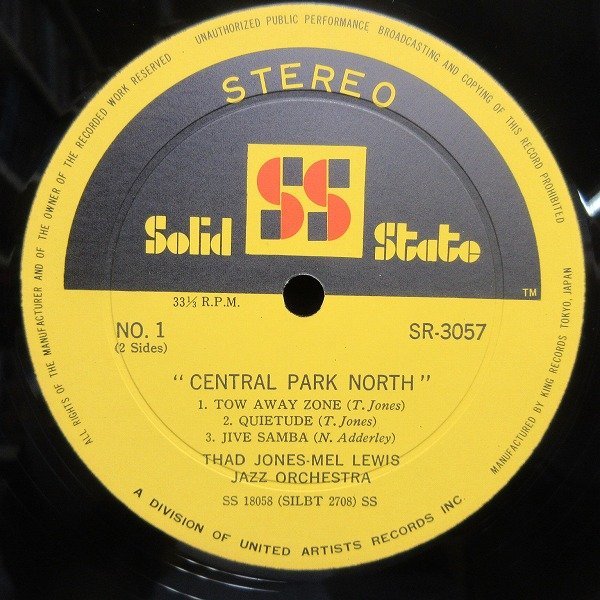 ALL RIGHTS OF THE MANUFACTURER AND OF THE OWNER OF THE RECORDED WORK RESERVED
UNAUTHORIZED PUBLIC PERFORMANCE, BROADCASTING AND COPYING OF THIS RECORD PROHIBITED
MANUFACTURED BY KING RECORDS TOKYO, JAPAN
STEREO
SS
Solid State
TM
33⅓ R.P.M.
NO. 1 SR-3057
(2 Sides)
"CENTRAL PARK NORTH"
1. TOW AWAY ZONE (T. Jones)
2. QUIETUDE (T. Jones)
3. JIVE SAMBA (N. Adderley)
THAD JONES-MEL LEWIS
JAZZ ORCHESTRA
SS 18058 (SILBT 2708) SS
A DIVISION OF UNITED ARTISTS RECORDS INC.